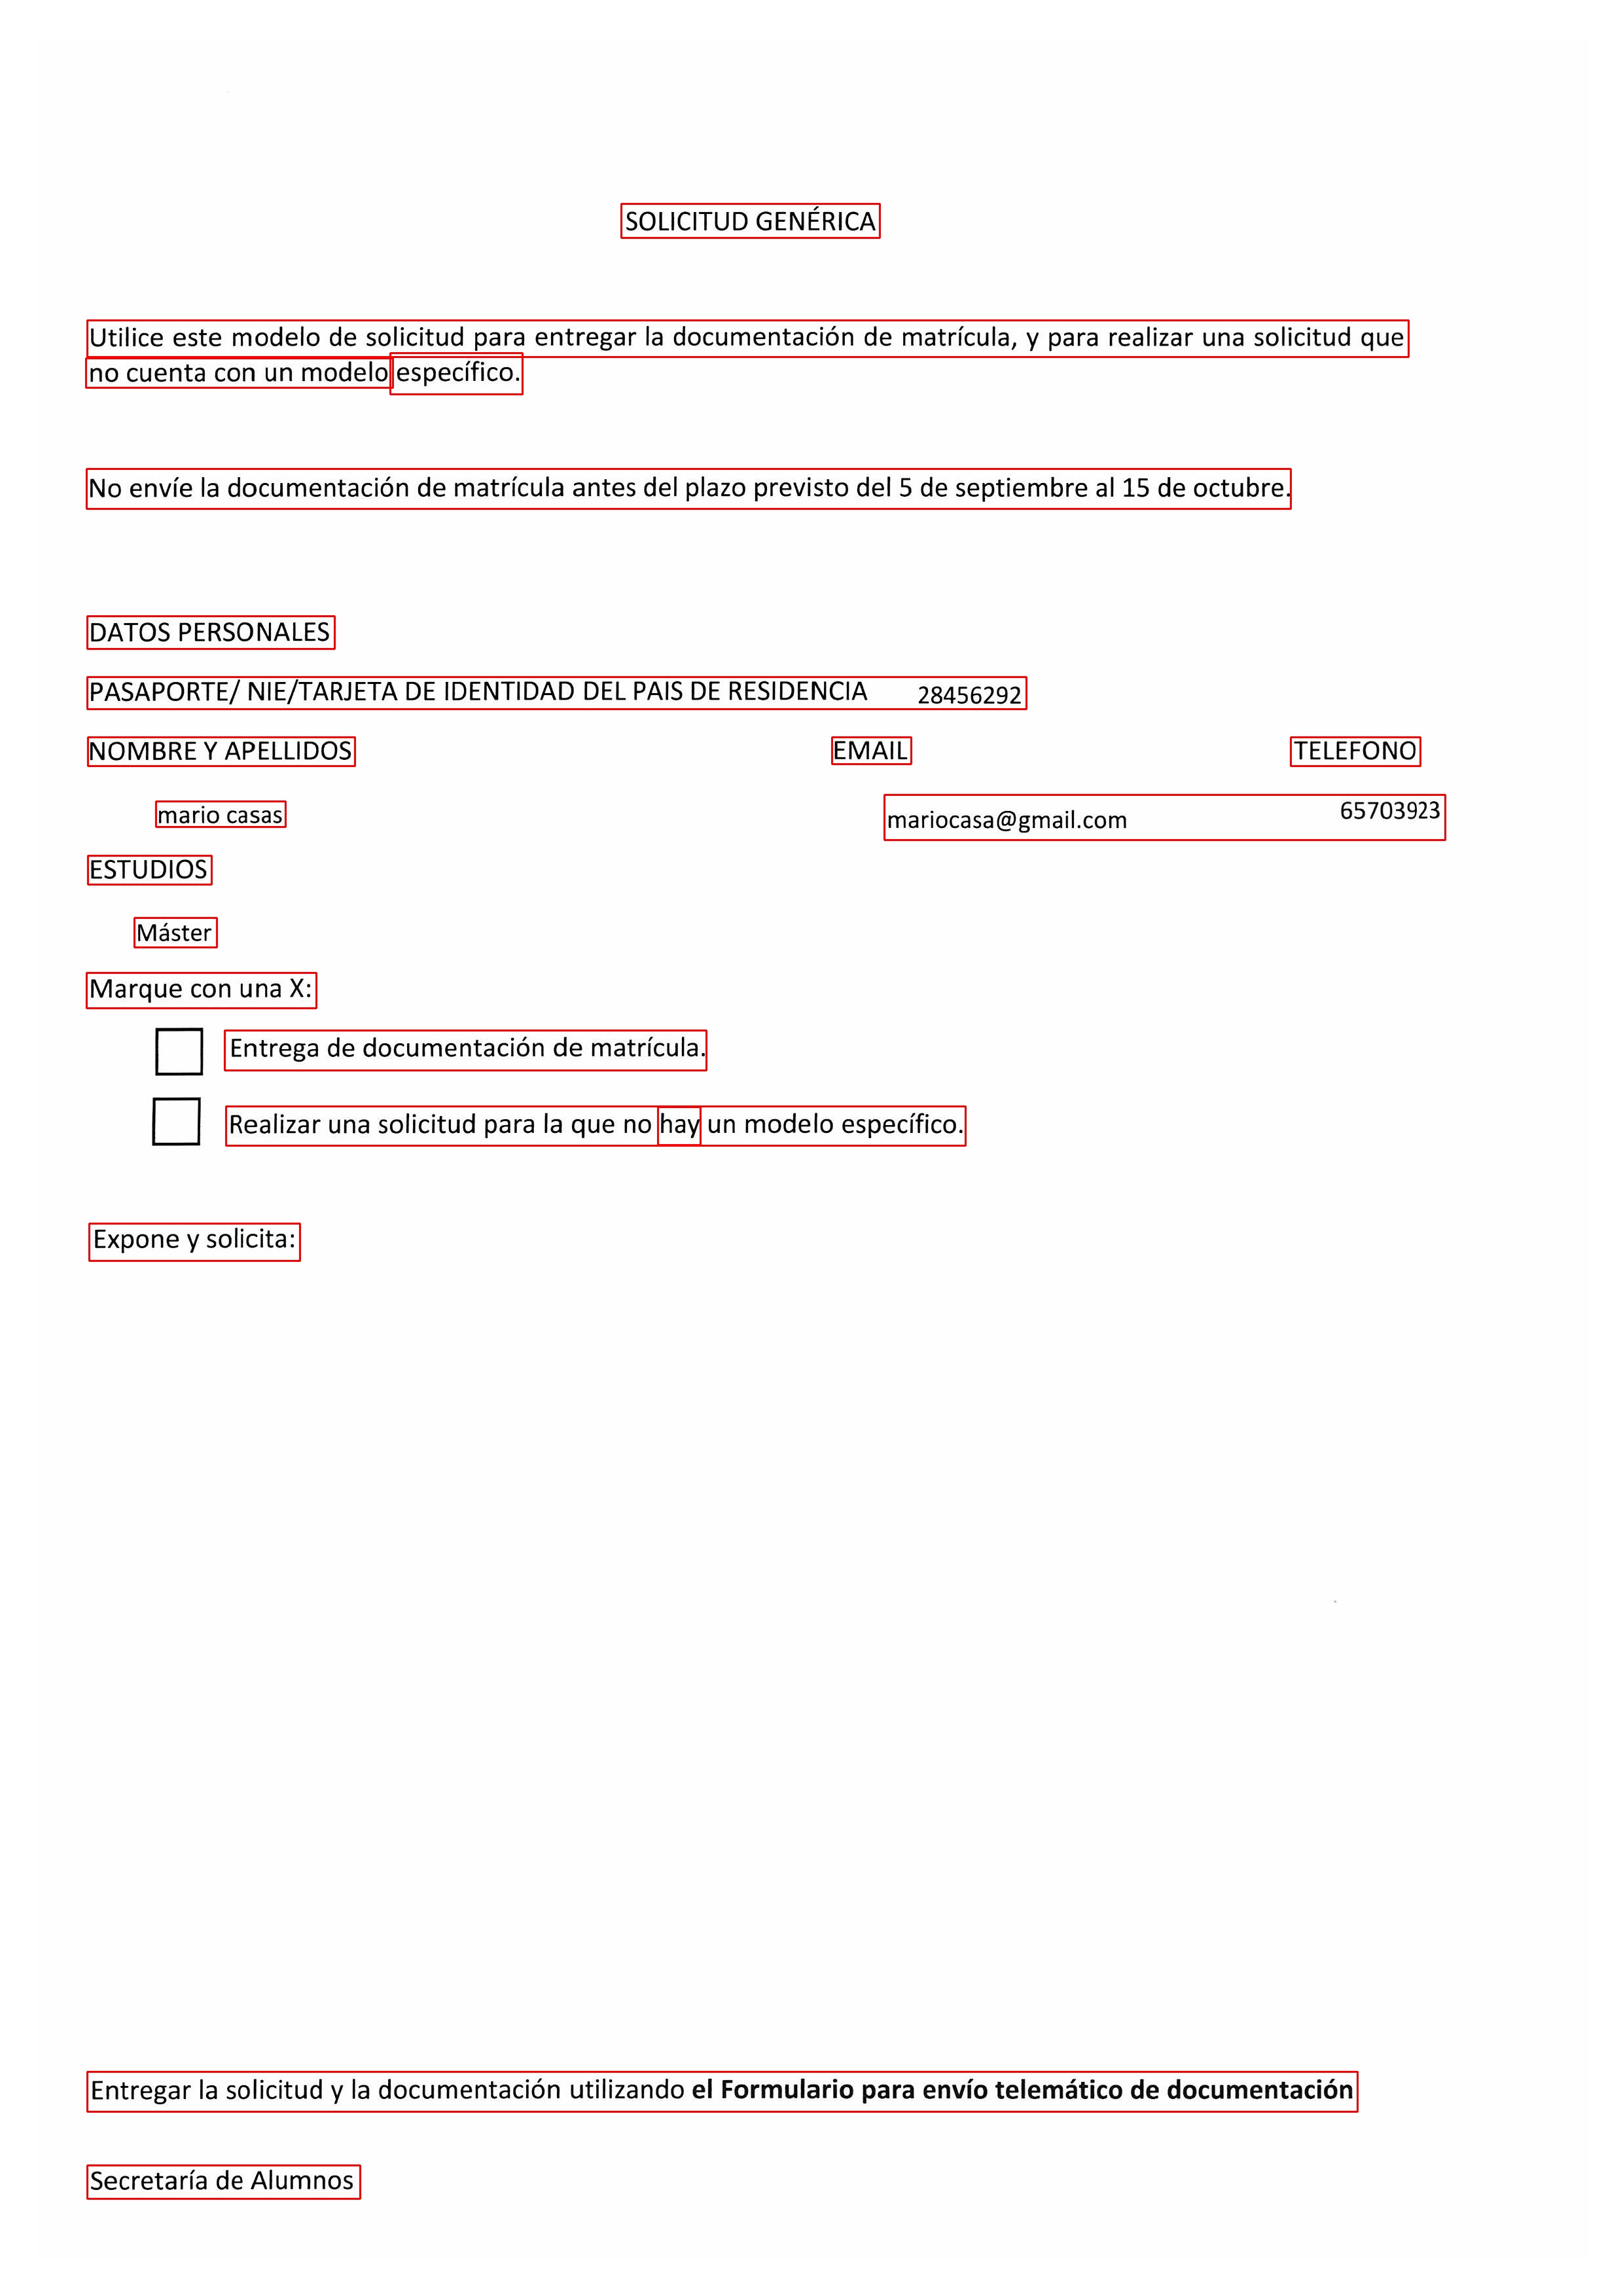 SOLICITUD GENÉRICA
Utilice este modelo de solicitud para entregar la documentación de matrícula, y para realizar una solicitud que
no cuenta con un modelo específico.
No envíe la documentación de matrícula antes del plazo previsto del 5 de septiembre al 15 de octubre.
DATOS PERSONALES
PASAPORTE/ NIE/TARJETA DE IDENTIDAD DEL PAIS DE RESIDENCIA 28456292
NOMBRE Y APELLIDOS EMAIL TELEFONO
mario casas mariocasa@gmail.com 65703923
ESTUDIOS
Máster
Marque con una X:
Entrega de documentación de matrícula.
Realizar una solicitud para la que no hay un modelo específico.
Expone y solicita:
Entregar la solicitud y la documentación utilizando el Formulario para envío telemático de documentación
Secretaría de Alumnos